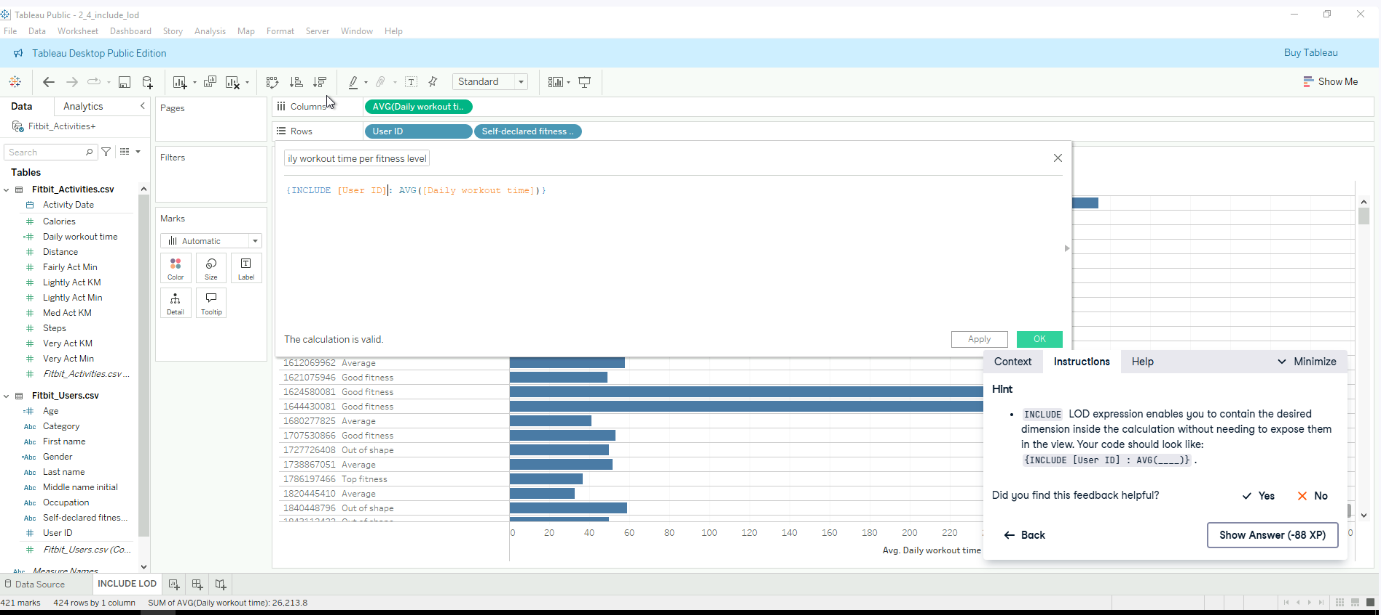 Tableau Public - 2_4_include_lod
File Data Worksheet Dashboard Story Analysis Map Format Server Window Help
Tableau Desktop Public Edition
Buy Tableau
Standard
Show Me
Data Analytics
Fitbit_Activities+
Search
Tables
Fitbit_Activities.csv
Activity Date
Calories
Daily workout time
Distance
Fairly Act Min
Lightly Act KM
Lightly Act Min
Med Act KM
Steps
Very Act KM
Very Act Min
Fitbit_Activities.csv ...
Fitbit_Users.csv
Age
Abc Category
Abc First name
Abc Gender
Abc Last name
Abc Middle name initial
Abc Occupation
Abc Self-declared fitnes...
User ID
Fitbit_Users.csv (Co...
Abc Measure Names
Pages
Filters
Marks
Automatic
Color Size Label
Detail Tooltip
Columns
AVG(Daily workout ti..
Rows
User ID
Self-declared fitness ..
ily workout time per fitness level
{INCLUDE [User ID]: AVG([Daily workout time])}
The calculation is valid.
Apply
OK
1612069962 Average
1621075946 Good fitness
1624580081 Good fitness
1644430081 Good fitness
1680277825 Average
1707530866 Good fitness
1727726408 Out of shape
1738867051 Average
1786197466 Top fitness
1820445410 Average
1840448796 Out of shape
0 20 40 60 80 100 120 140 160 180 200 220
Avg. Daily workout time
Context Instructions Help Minimize
Hint
• INCLUDE LOD expression enables you to contain the desired
dimension inside the calculation without needing to expose them
in the view. Your code should look like:
{INCLUDE [User ID] : AVG(____)} .
Did you find this feedback helpful? Yes No
Back
Show Answer (-88 XP)
Data Source
INCLUDE LOD
421 marks 424 rows by 1 column SUM of AVG(Daily workout time): 26,213.8